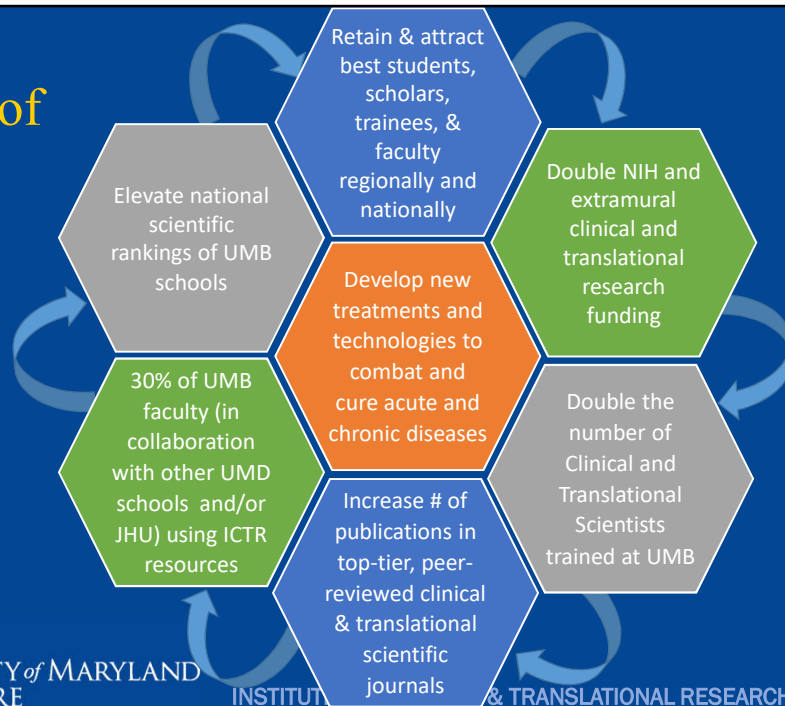 of
Retain & attract
best students,
scholars,
trainees, &
faculty
regionally and
nationally
Double NIH and
extramural
clinical and
translational
research
funding
Double the
number of
Clinical and
Translational
Scientists
trained at UMB
Increase # of
publications in
top-tier, peer-
reviewed clinical
& translational
scientific
journals
30% of UMB
faculty (in
collaboration
with other UMD
schools and/or
JHU) using ICTR
resources
Elevate national
scientific
rankings of UMB
schools
Develop new
treatments and
technologies to
combat and
cure acute and
chronic diseases
of MARYLAND
& TRANSLATIONAL RESEARCH